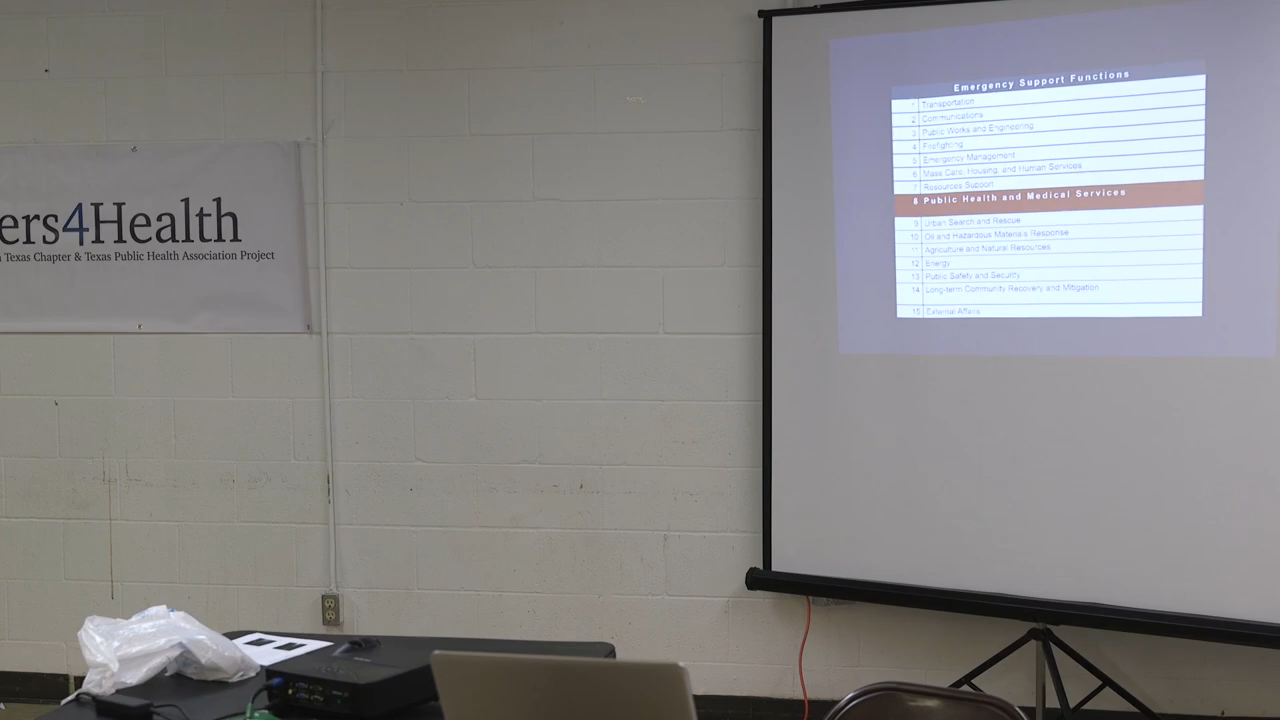 ers4Health
Texas Chapter & Texas Public Health Association Project
Emergency Support Functions
1 Transportation
2 Communications
3 Public Works and Engineering
4 Firefighting
5 Emergency Management
6 Mass Care, Housing, and Human Services
7 Resources Support
8 Public Health and Medical Services
9 Urban Search and Rescue
10 Oil and Hazardous Materials Response
11 Agriculture and Natural Resources
12 Energy
13 Public Safety and Security
14 Long-term Community Recovery and Mitigation
15 External Affairs